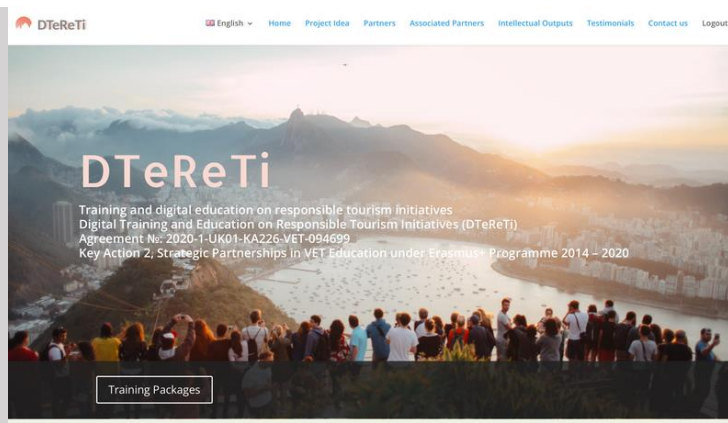 DTeReTi
English
Home
Project Idea
Partners
Associated Partners
Intellectual Outputs
Testimonials
Contact us
Logout
DTeReTi
Training and digital education on responsible tourism initiatives
Digital Training and Education on Responsible Tourism Initiatives (DTeReTi)
Agreement №: 2020-1-UK01-KA226-VET-094699
Key Action 2, Strategic Partnerships in VET Education under Erasmus+ Programme 2014 – 2020
Training Packages